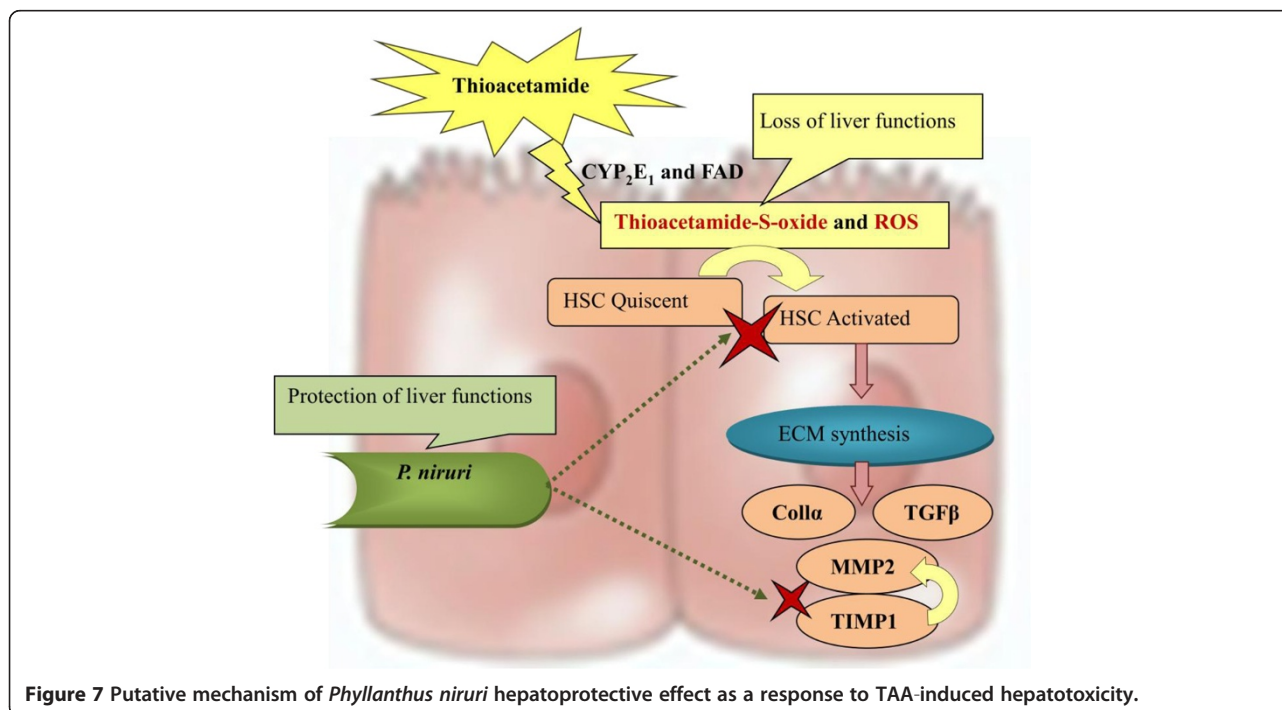 Thioacetamide
Loss of liver functions
CYP₂E₁ and FAD
Thioacetamide-S-oxide and ROS
HSC Quiscent
HSC Activated
Protection of liver functions
P. niruri
ECM synthesis
Collα
TGFβ
MMP2
TIMP1
Figure 7 Putative mechanism of Phyllanthus niruri hepatoprotective effect as a response to TAA-induced hepatotoxicity.